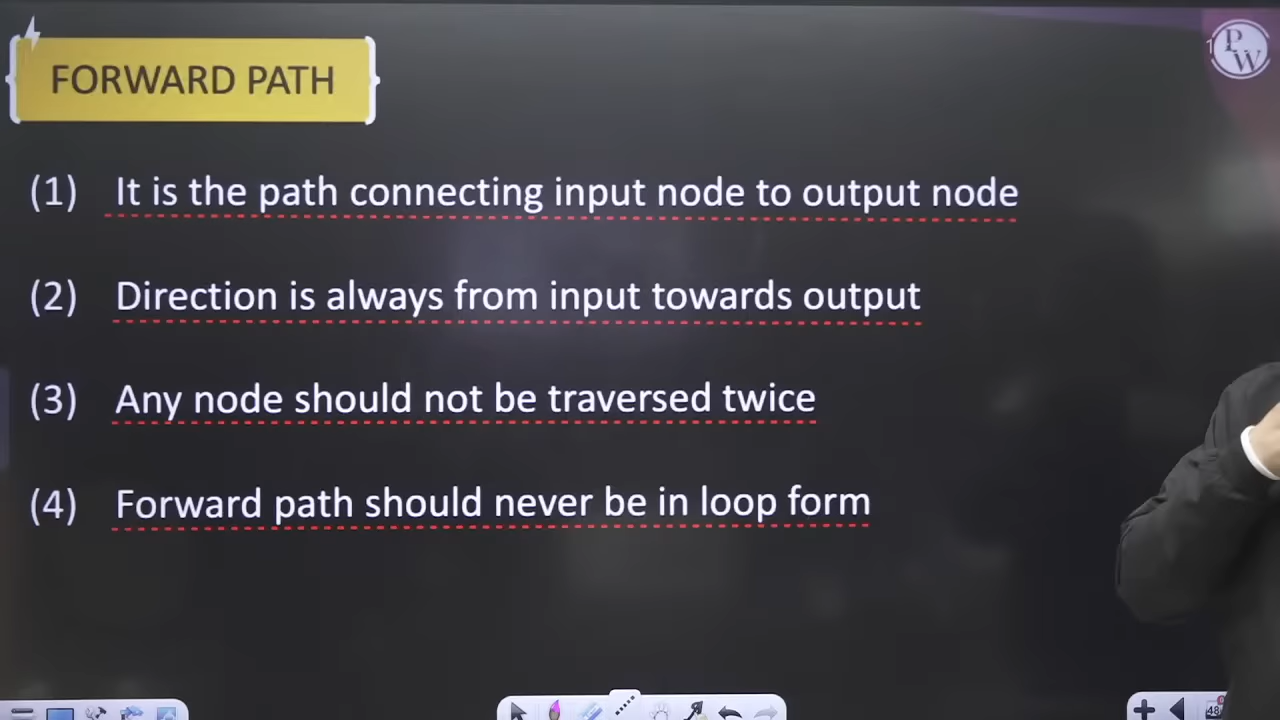 FORWARD PATH
PW
(1) It is the path connecting input node to output node
(2) Direction is always from input towards output
(3) Any node should not be traversed twice
(4) Forward path should never be in loop form
48